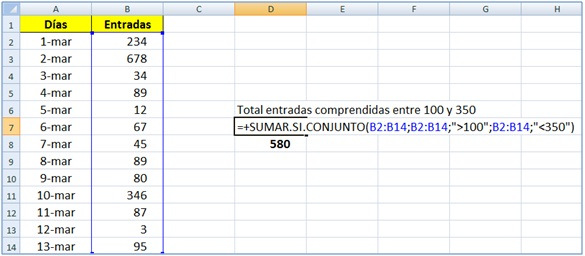 A B C D E F G H
1 Días Entradas
2 1-mar 234
3 2-mar 678
4 3-mar 34
5 4-mar 89
6 5-mar 12 Total entradas comprendidas entre 100 y 350
7 6-mar 67 =+SUMAR.SI.CONJUNTO(B2:B14;B2:B14;">100";B2:B14;"<350")
8 7-mar 45 580
9 8-mar 89
10 9-mar 80
11 10-mar 346
12 11-mar 87
13 12-mar 3
14 13-mar 95